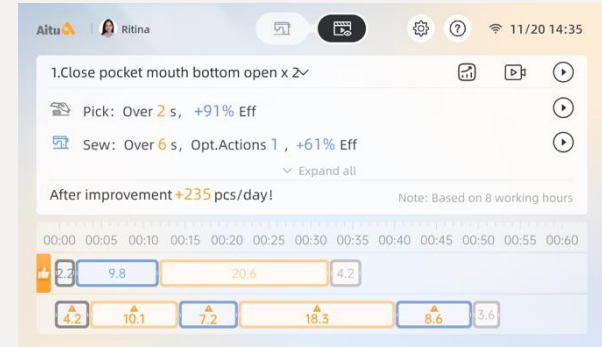 Aitu Ritina 11/20 14:35
1.Close pocket mouth bottom open x 2
Pick: Over 2 s, +91% Eff
Sew: Over 6 s, Opt.Actions 1 , +61% Eff
Expand all
After improvement +235 pcs/day! Note: Based on 8 working hours
00:00 00:05 00:10 00:15 00:20 00:25 00:30 00:35 00:40 00:45 00:50 00:55 00:60
2.2 9.8 20.6 4.2
4.2 10.1 7.2 18.3 8.6 3.6